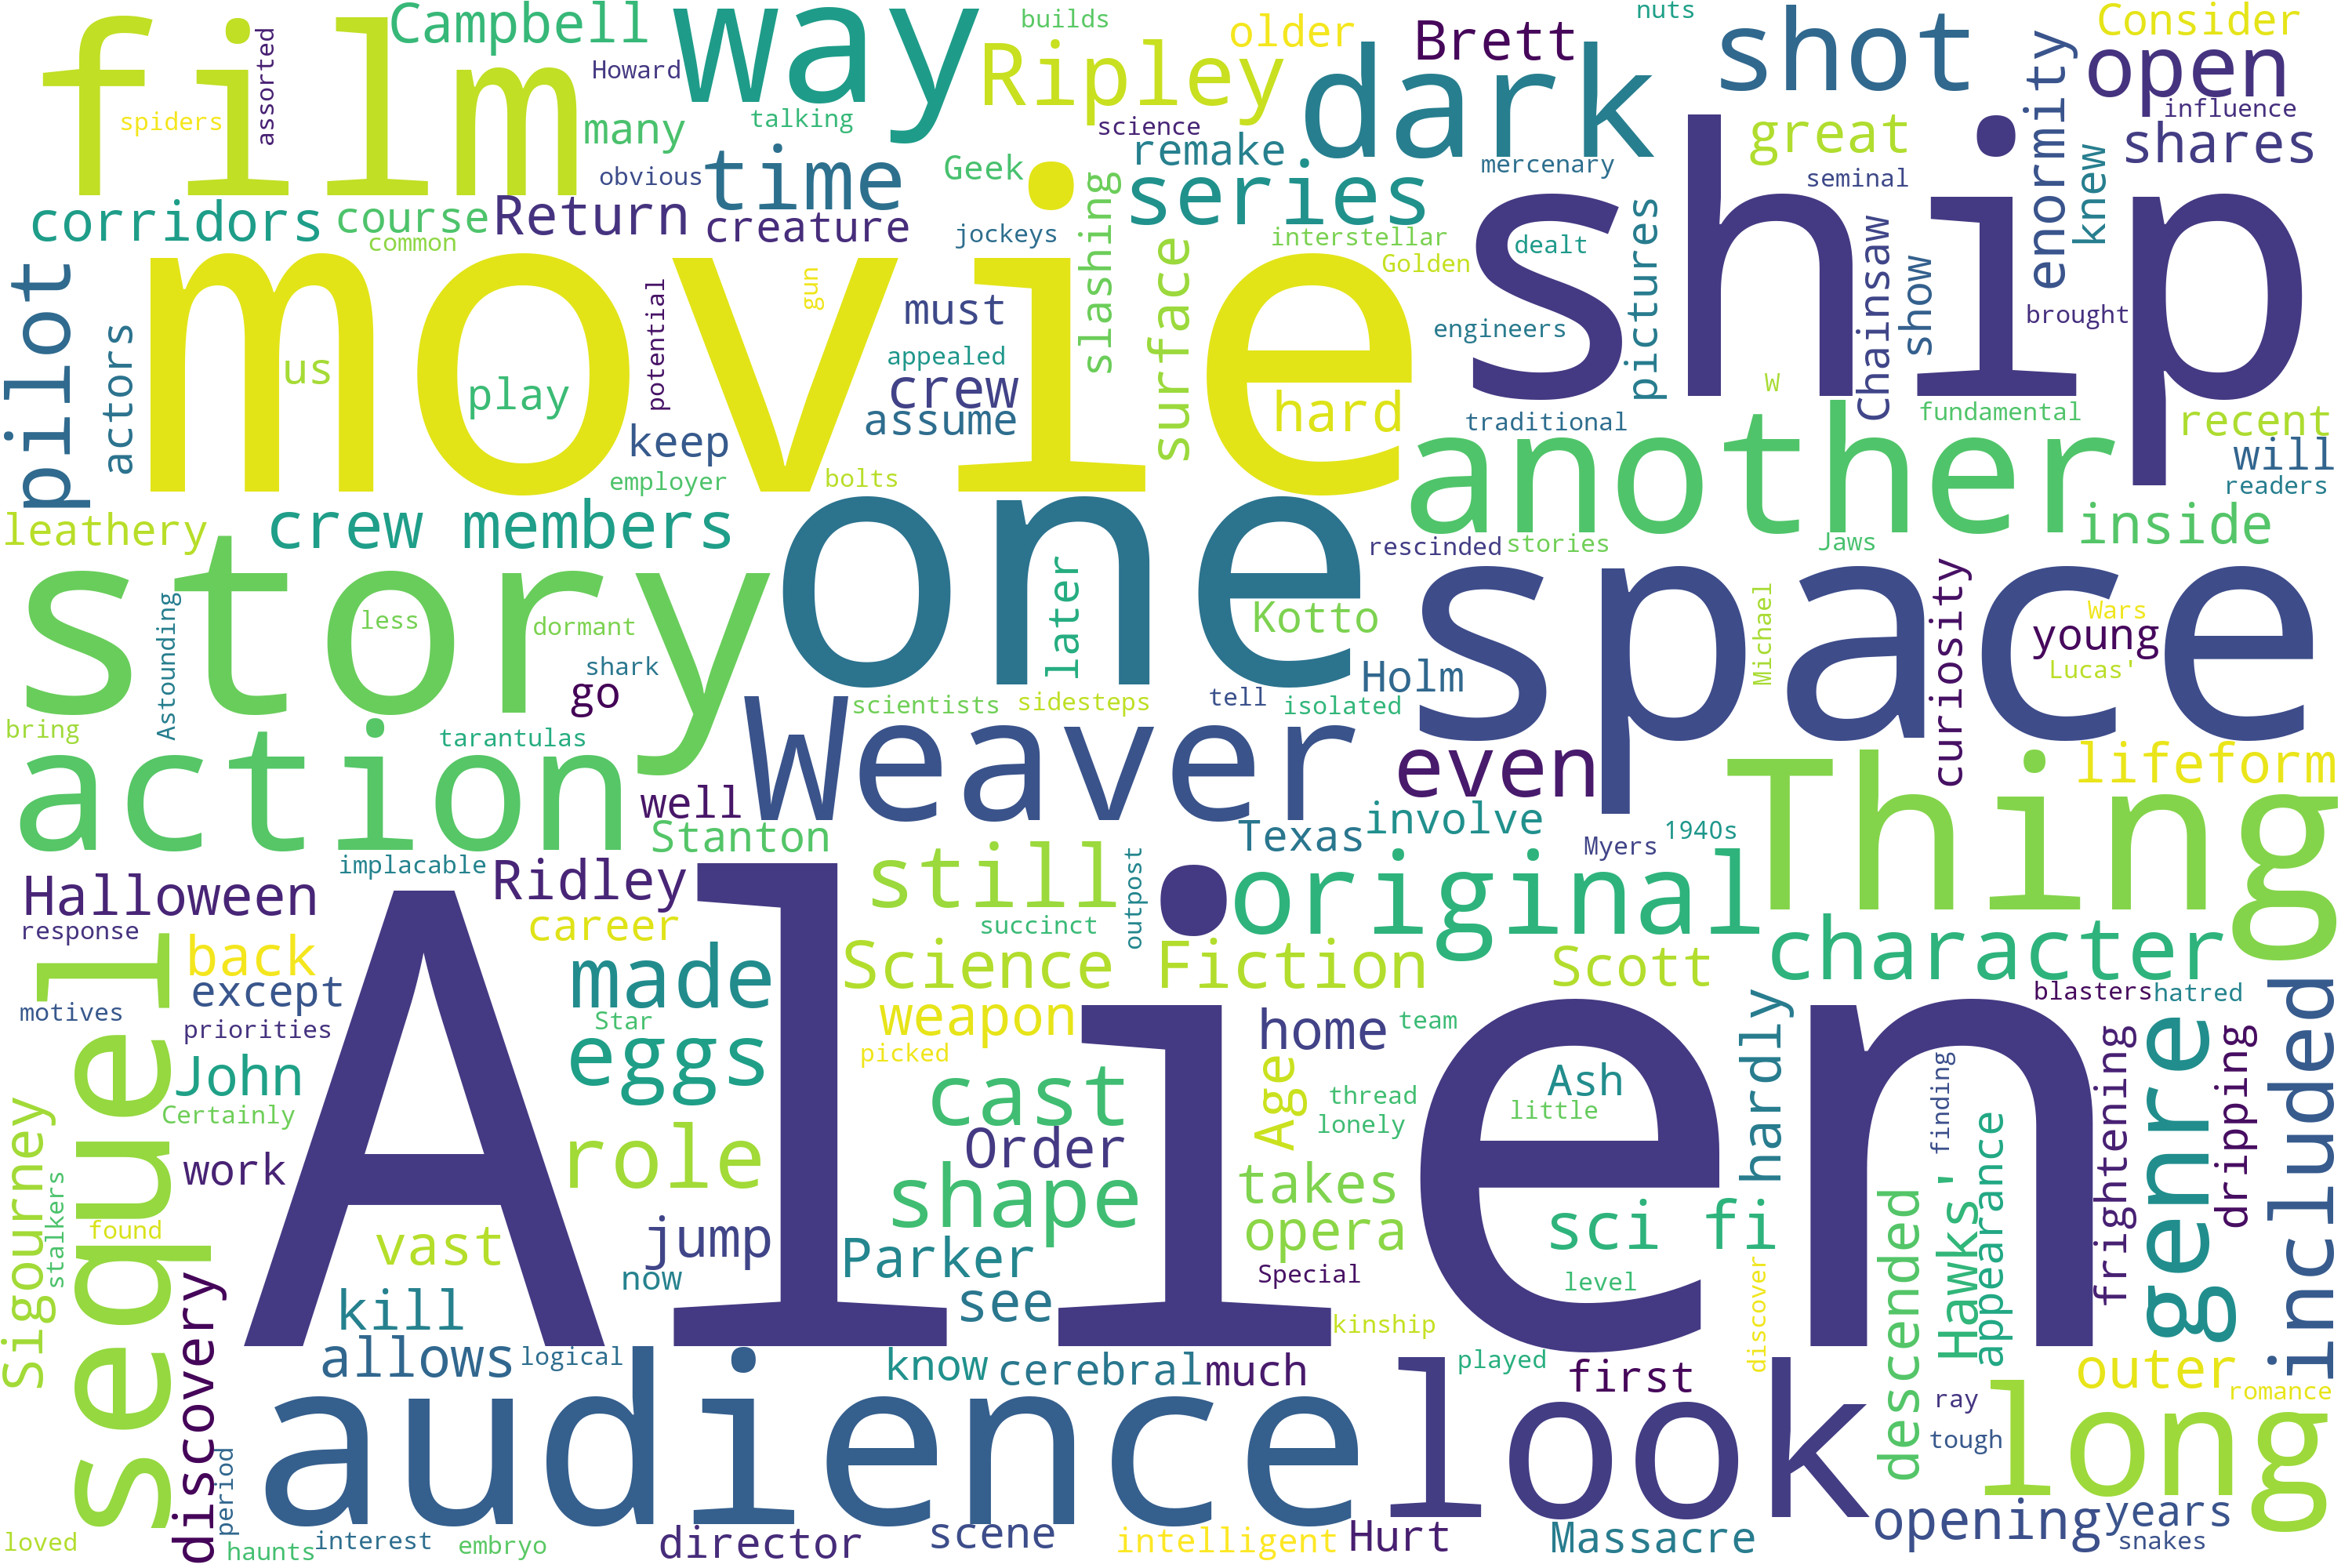 film
Campbell
way
builds
older
Ripley
Brett
nuts
shot
Consider
open
assorted
Howard
spiders
many
talking
science
dark
mercenary
great
enormity
influence
shares
obvious
time
Geek
remake
series
seminal
knew
corridors
course
common
Return
creature
jockeys
slashing
interstellar
Golden
dealt
pictures
ship
Chainsaw
show
brought
pilot
actors
us
movie
play
potential
gun
must
appealed
crew
assume
surface
hard
engineers
traditional
W
fundamental
recent
will
readers
keep
employer
bolts
another
inside
leathery
crew members
one
rescinded
stories
Jaws
story
Astounding
less
dormant
shark
go
later
Kotto
Holm
space
Michael
curiosity
Wars
young
Lucas'
bring
tarantulas
scientists
sidesteps
tell
isolated
action
well
Weaver
even
Thing
lifeform
Stanton
implacable
Texas
involve
Myers
1940s
Halloween
response
Ridley
career
still
succinct
outpost
original
character
back
except
motives
priorities
made
Star
Science Fiction
weapon
picked
Scott
home
team
hardly
blasters
hatred
included
sequel
John
Certainly
eggs
Alien
cast
Age
thread
lonely
Ash
little
finding
appearance
frightening
dripping
genre
Sigourney
stalkers
found
work
role
Order
shape
takes
opera
sci fi
descended
Hawks'
vast
jump
now
Parker
see
Special
level
discover
discovery
kill
allows
logical
kinship
know
cerebral
much
played
first
outer
ray
romance
tough
long
audience
look
period
loved
haunts
interest
embryo
director
scene
intelligent
Hurt
Massacre
opening
years
snakes